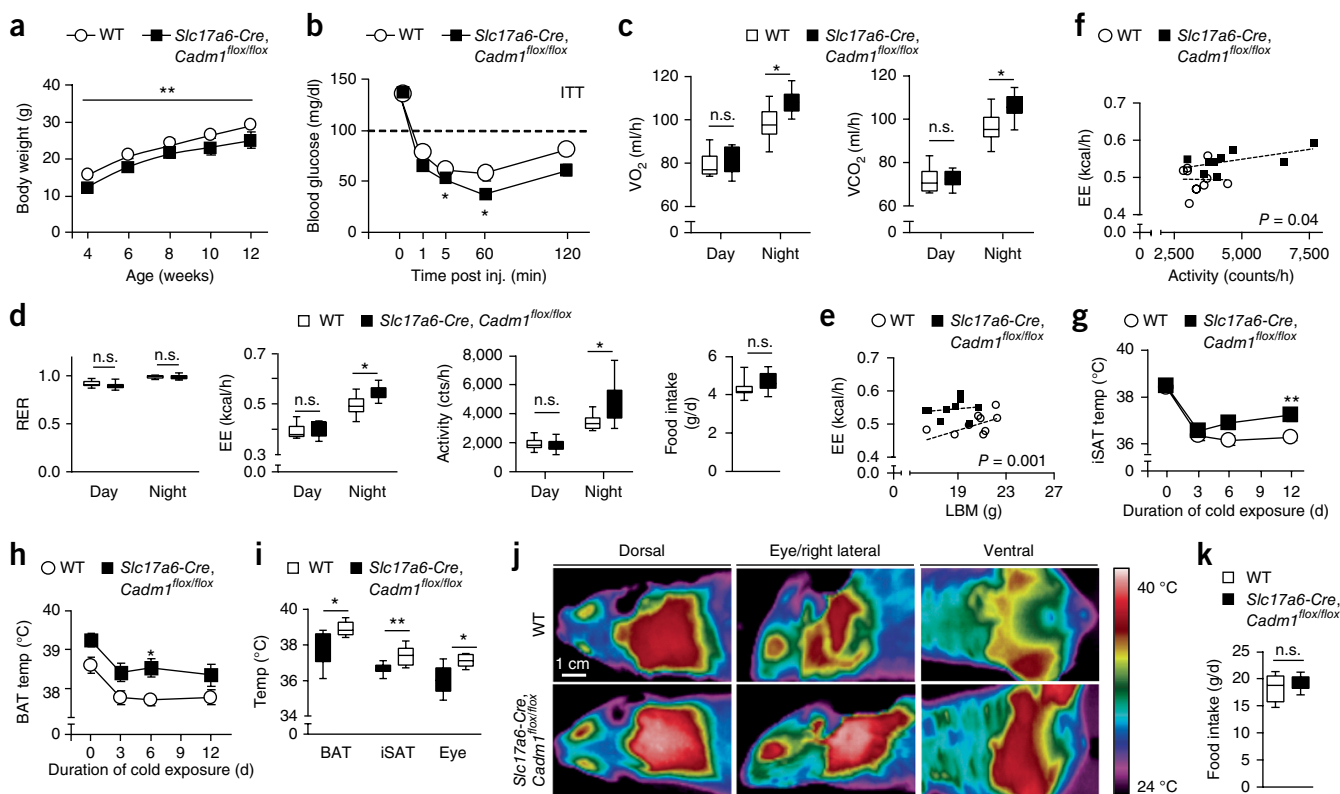 a
WT
Slc17a6-Cre,
Cadm1flox/flox
**
Body weight (g)
40
30
20
10
0
4
6
8
10
12
Age (weeks)
b
WT
Slc17a6-Cre,
Cadm1flox/flox
ITT
Blood glucose (mg/dl)
150
100
50
0
*
*
0
1
5
60
120
Time post inj. (min)
c
WT
Slc17a6-Cre,
Cadm1flox/flox
VO2 (ml/h)
120
100
80
60
0
n.s.
*
Day
Night
VCO2 (ml/h)
120
100
80
60
0
n.s.
*
Day
Night
f
WT
Slc17a6-Cre,
Cadm1flox/flox
EE (kcal/h)
0.7
0.6
0.5
0.4
0.0
P = 0.04
0
2,500
5,000
7,500
Activity (counts/h)
d
WT
Slc17a6-Cre, Cadm1flox/flox
RER
1.0
0.5
0.0
n.s.
n.s.
Day
Night
EE (kcal/h)
0.7
0.6
0.5
0.4
0.3
0.0
n.s.
*
Day
Night
Activity (cts/h)
8,000
6,000
4,000
2,000
0
n.s.
*
Day
Night
Food intake
(g/d)
6
4
2
0
n.s.
e
WT
Slc17a6-Cre,
Cadm1flox/flox
EE (kcal/h)
0.7
0.6
0.5
0.4
0.0
P = 0.001
0
19
23
27
LBM (g)
g
WT
Slc17a6-Cre,
Cadm1flox/flox
iSAT temp (°C)
40
38
36
0
**
0
3
6
9
12
Duration of cold exposure (d)
h
WT
Slc17a6-Cre,
Cadm1flox/flox
BAT temp (°C)
39
39
38
0
*
0
3
6
9
12
Duration of cold exposure (d)
i
WT
Slc17a6-Cre,
Cadm1flox/flox
Temp (°C)
40
39
38
36
34
0
*
**
*
BAT
iSAT
Eye
j
Dorsal
Eye/right lateral
Ventral
WT
1 cm
Slc17a6-Cre,
Cadm1flox/flox
40 °C
24 °C
k
WT
Slc17a6-Cre,
Cadm1flox/flox
Food intake (g/d)
25
20
15
10
0
n.s.